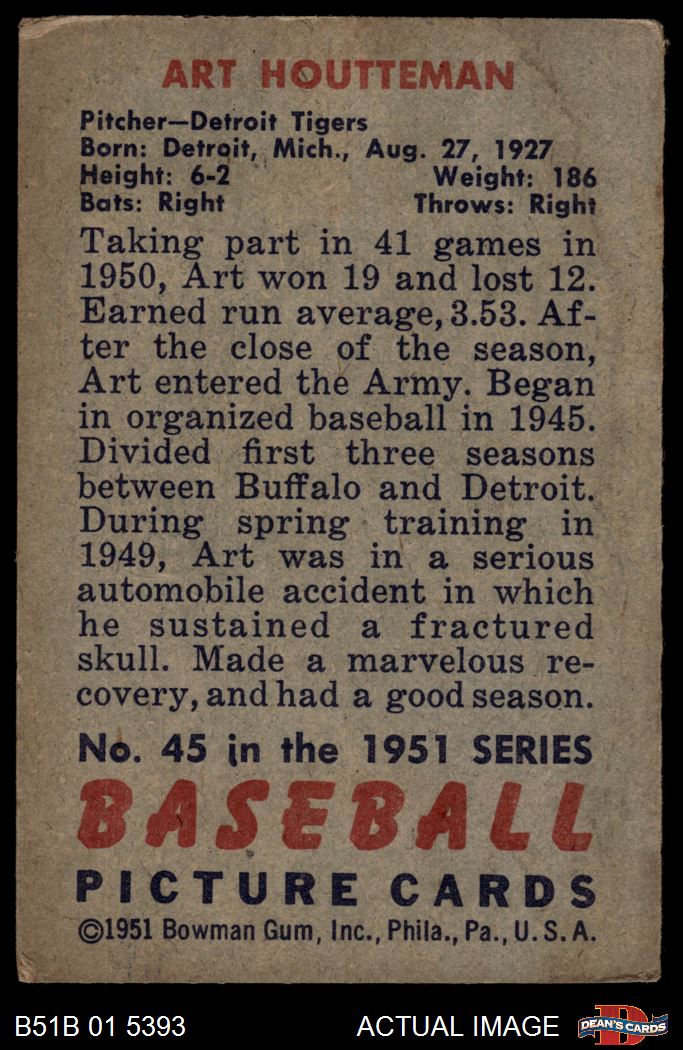 ART HOUTTEMAN
Pitcher—Detroit Tigers
Born: Detroit, Mich., Aug. 27, 1927
Height: 6-2 Weight: 186
Bats: Right Throws: Right
Taking part in 41 games in
1950, Art won 19 and lost 12.
Earned run average, 3.53. Af-
ter the close of the season,
Art entered the Army. Began
in organized baseball in 1945.
Divided first three seasons
between Buffalo and Detroit.
During spring training in
1949, Art was in a serious
automobile accident in which
he sustained a fractured
skull. Made a marvelous re-
covery, and had a good season.
No. 45 in the 1951 SERIES
BASEBALL
PICTURE CARDS
©1951 Bowman Gum, Inc., Phila., Pa., U. S. A.
B51B 01 5393 ACTUAL IMAGE D DEAN'S CARDS